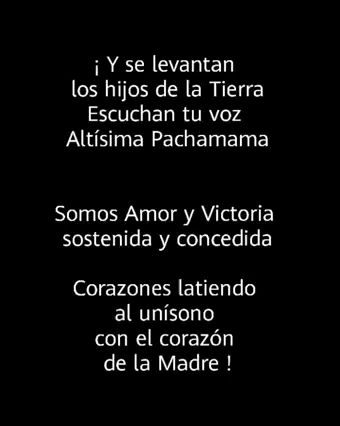 ¡ Y se levantan
los hijos de la Tierra
Escuchan tu voz
Altísima Pachamama
Somos Amor y Victoria
sostenida y concedida
Corazones latiendo
al unísono
con el corazón
de la Madre !